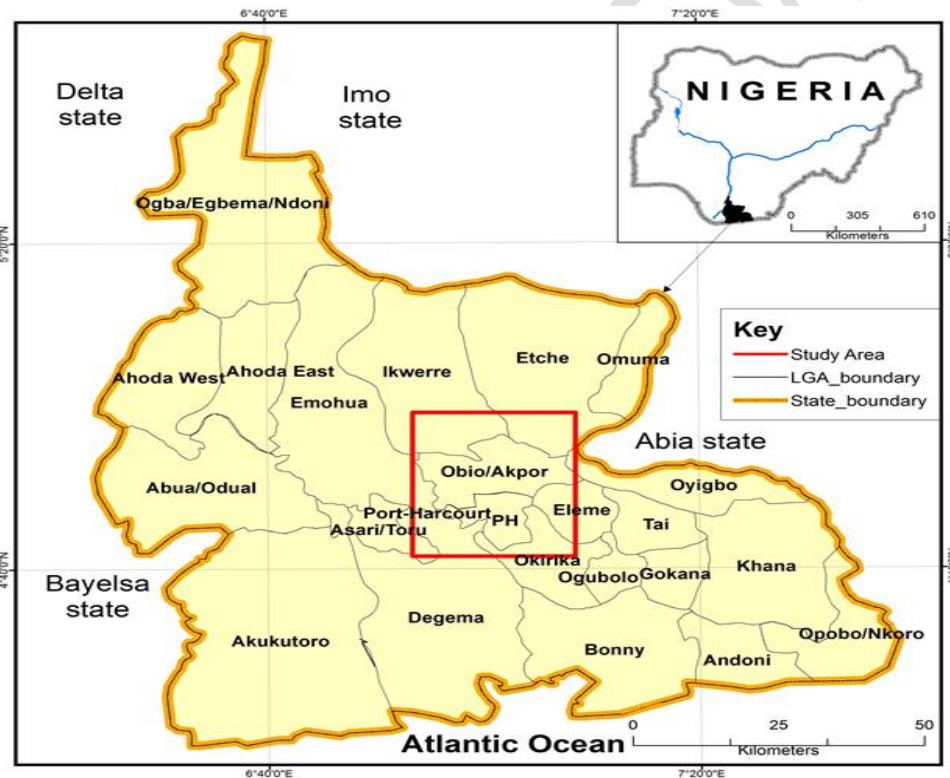 6°40'0"E
7°20'0"E
Delta
state
Imo
state
NIGERIA
0 305 610
Kilometers
Ogba/Egbema/Ndoni
5°20'0"N
Key
Study Area
LGA_boundary
State_boundary
Etche
Omuma
Ahoda West
Ahoda East
Ikwerre
Emohua
Abia state
Obio/Akpor
Oyigbo
Abua/Odual
Port-Harcourt
PH
Eleme
Tai
Asari/Toru
Okirika
4°40'0"N
Ogubolo
Gokana
Khana
Bayelsa
state
Degema
Akukutoro
Bonny
Andoni
Opobo/Nkoro
0 25 50
Kilometers
Atlantic Ocean
6°40'0"E
7°20'0"E